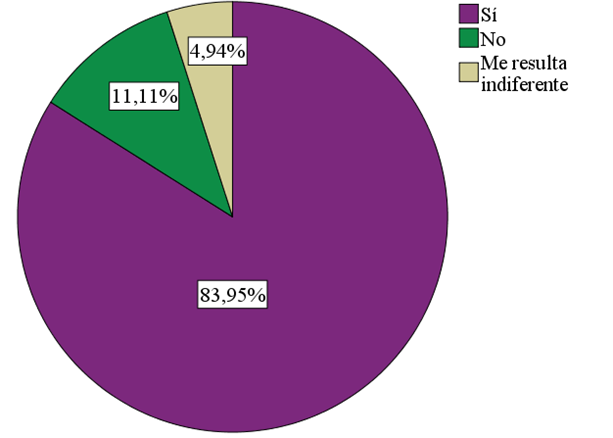 Sí
No
Me resulta
indiferente
4,94%
11,11%
83,95%